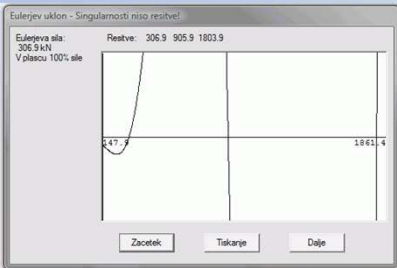 Eulerjev uklon - Singularnosti niso resitve!
Eulerjeva sila:
306.9 kN
V plascu 100% sile
Resitve: 306.9 905.9 1803.9
147.9
1861.4
Zacetek
Tiskanje
Dalje